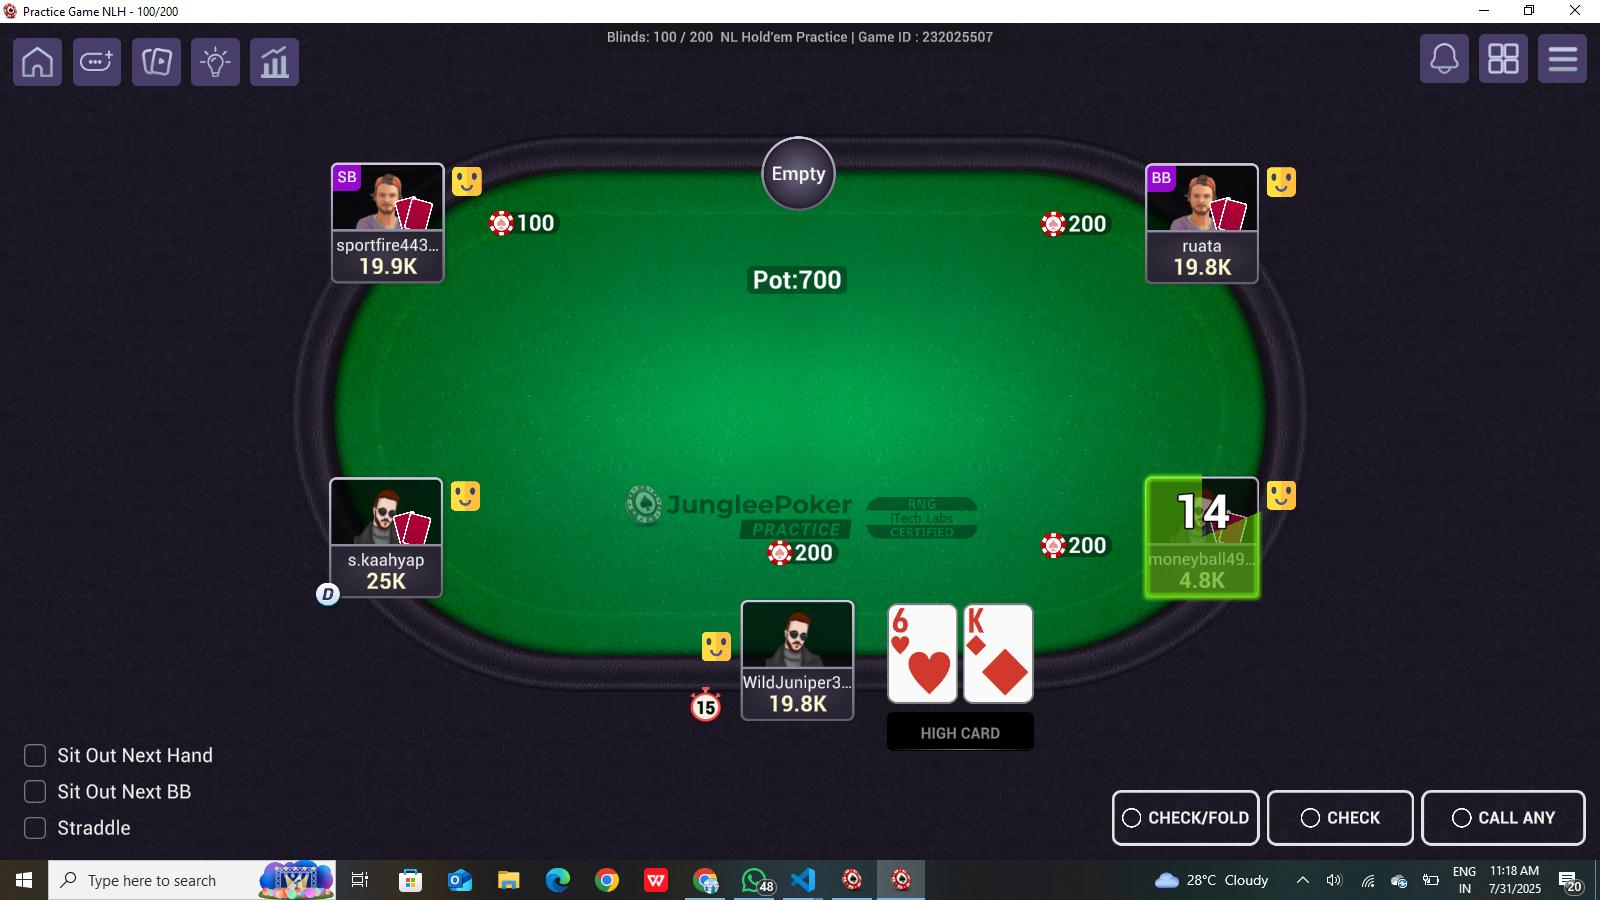 Practice Game NLH - 100/200
Blinds: 100 / 200 NL Hold'em Practice | Game ID : 232025507
SB
sportfire443...
19.9K
100
Empty
200
BB
ruata
19.8K
Pot:700
JungleePoker
PRACTICE
RNG
iTech Labs
CERTIFIED
s.kaahyap
25K
D
200
200
14
moneyball49...
4.8K
15
WildJuniper3...
19.8K
6
K
HIGH CARD
Sit Out Next Hand
Sit Out Next BB
Straddle
CHECK/FOLD
CHECK
CALL ANY
Type here to search
48
28°C Cloudy
ENG
IN
11:18 AM
7/31/2025
20